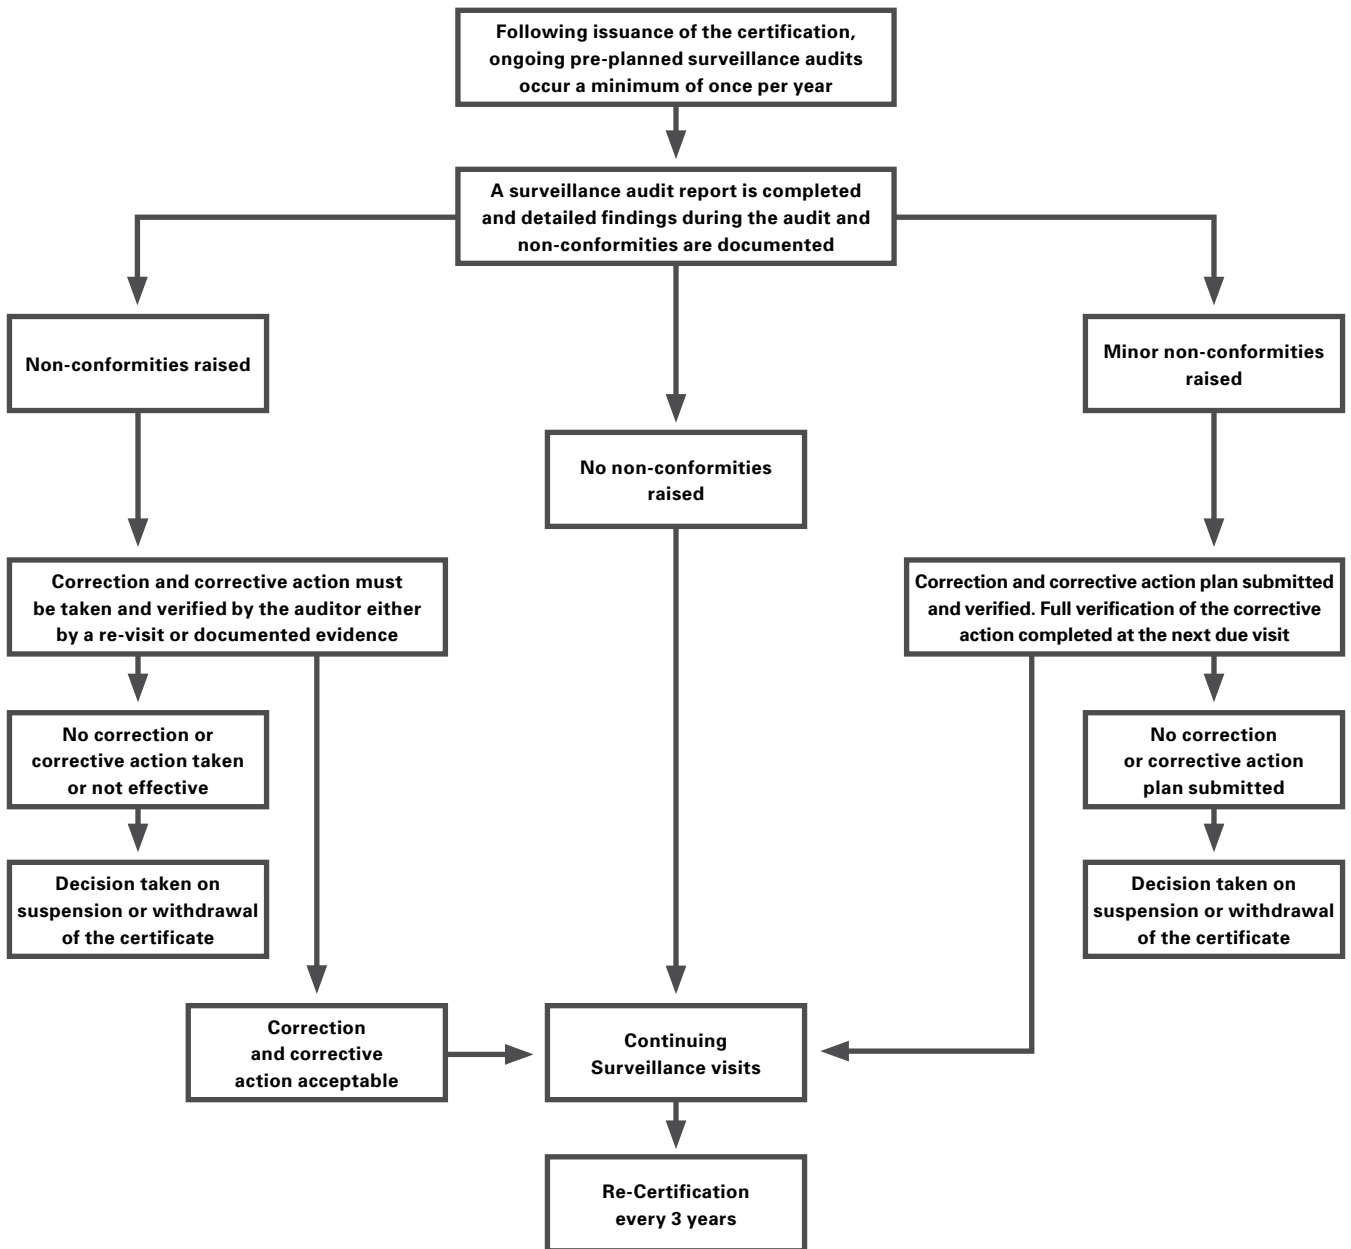 Following issuance of the certification,
ongoing pre-planned surveillance audits
occur a minimum of once per year
A surveillance audit report is completed
and detailed findings during the audit and
non-conformities are documented
Non-conformities raised
Minor non-conformities
raised
No non-conformities
raised
Correction and corrective action must
be taken and verified by the auditor either
by a re-visit or documented evidence
Correction and corrective action plan submitted
and verified. Full verification of the corrective
action completed at the next due visit
No correction or
corrective action taken
or not effective
No correction
or corrective action
plan submitted
Decision taken on
suspension or withdrawal
of the certificate
Decision taken on
suspension or withdrawal
of the certificate
Correction
and corrective
action acceptable
Continuing
Surveillance visits
Re-Certification
every 3 years